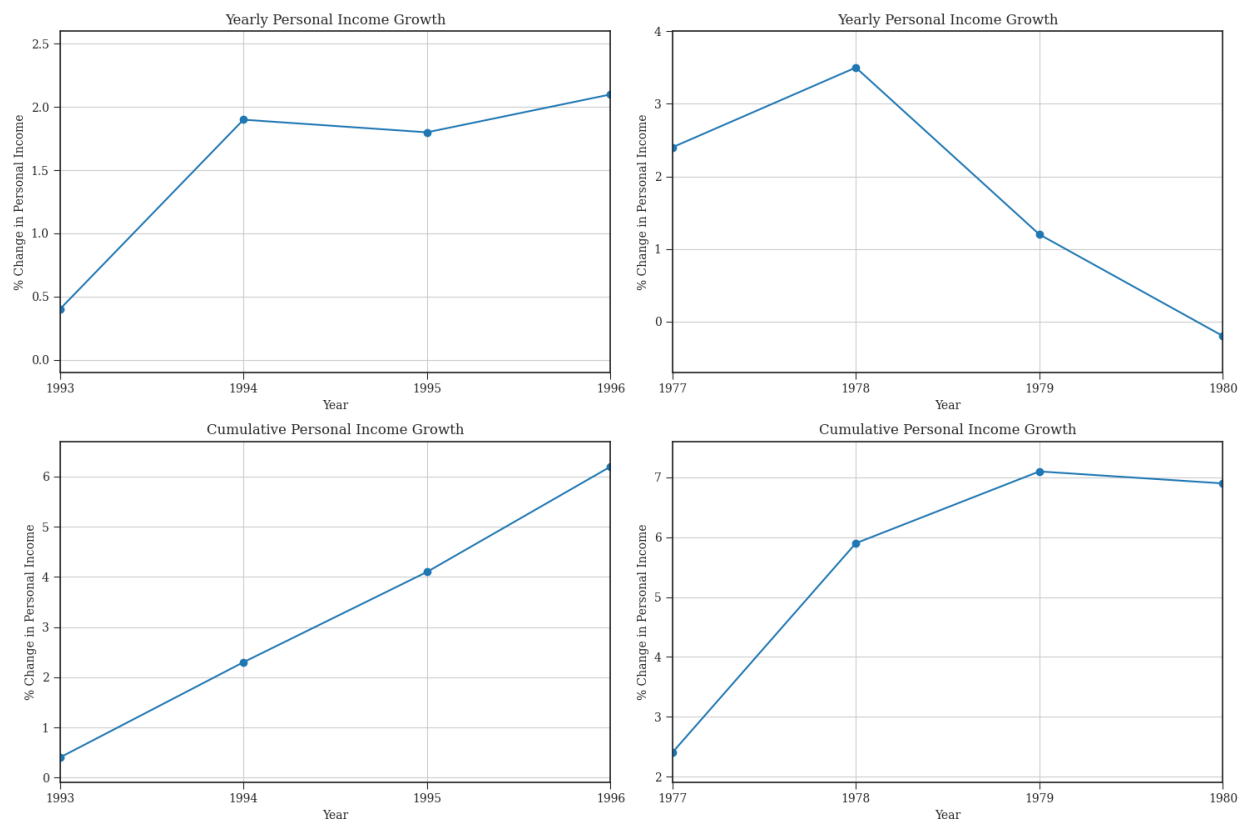 Yearly Personal Income Growth
% Change in Personal Income
2.5
2.0
1.5
1.0
0.5
0.0
1993 1994 1995 1996
Year
Yearly Personal Income Growth
% Change in Personal Income
4
3
2
1
0
1977 1978 1979 1980
Year
Cumulative Personal Income Growth
% Change in Personal Income
6
5
4
3
2
1
0
1993 1994 1995 1996
Year
Cumulative Personal Income Growth
% Change in Personal Income
7
6
5
4
3
2
1977 1978 1979 1980
Year